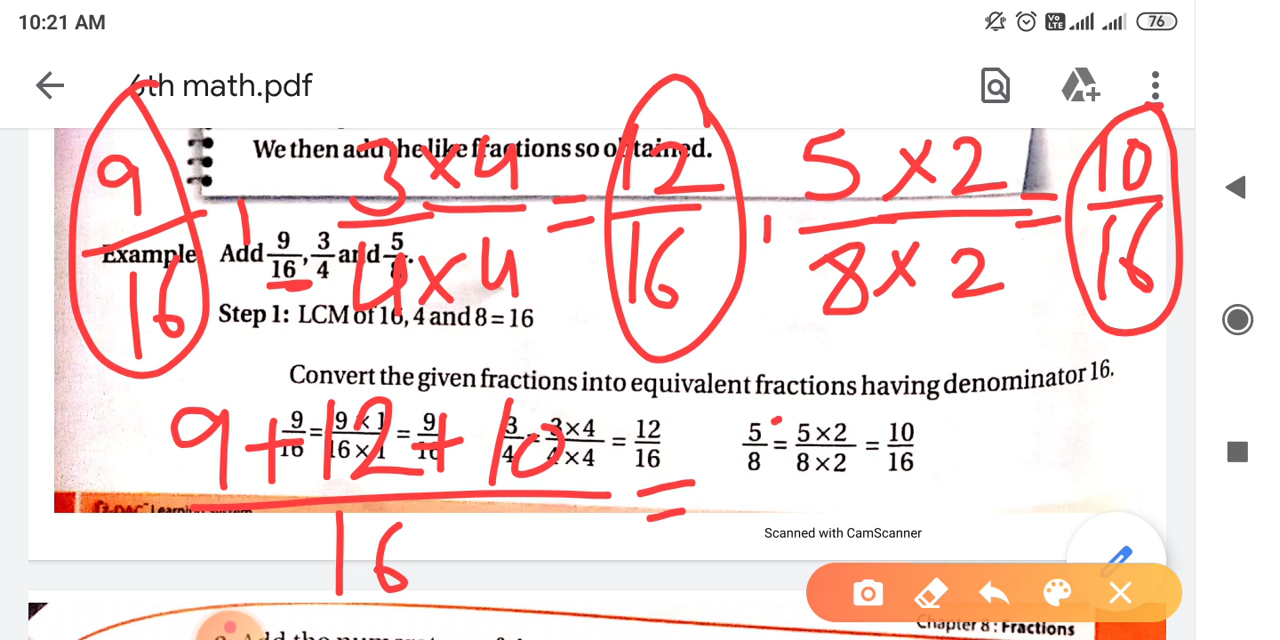 10:21 AM
Vo LTE
76
6th math.pdf
We then add the like fractions so obtained.
9/16 , 3 × 4 / 4 × 4 = 12/16 , 5 × 2 / 8 × 2 = 10/16
Example Add 9/16, 3/4 and 5/8.
Step 1: LCM of 16, 4 and 8 = 16
Convert the given fractions into equivalent fractions having denominator 16.
9/16 = 9 × 1 / 16 × 1 = 9/16 3/4 = 3 × 4 / 4 × 4 = 12/16 5/8 = 5 × 2 / 8 × 2 = 10/16
9 + 12 + 10 / 16 =
Scanned with CamScanner
Chapter 8 : Fractions